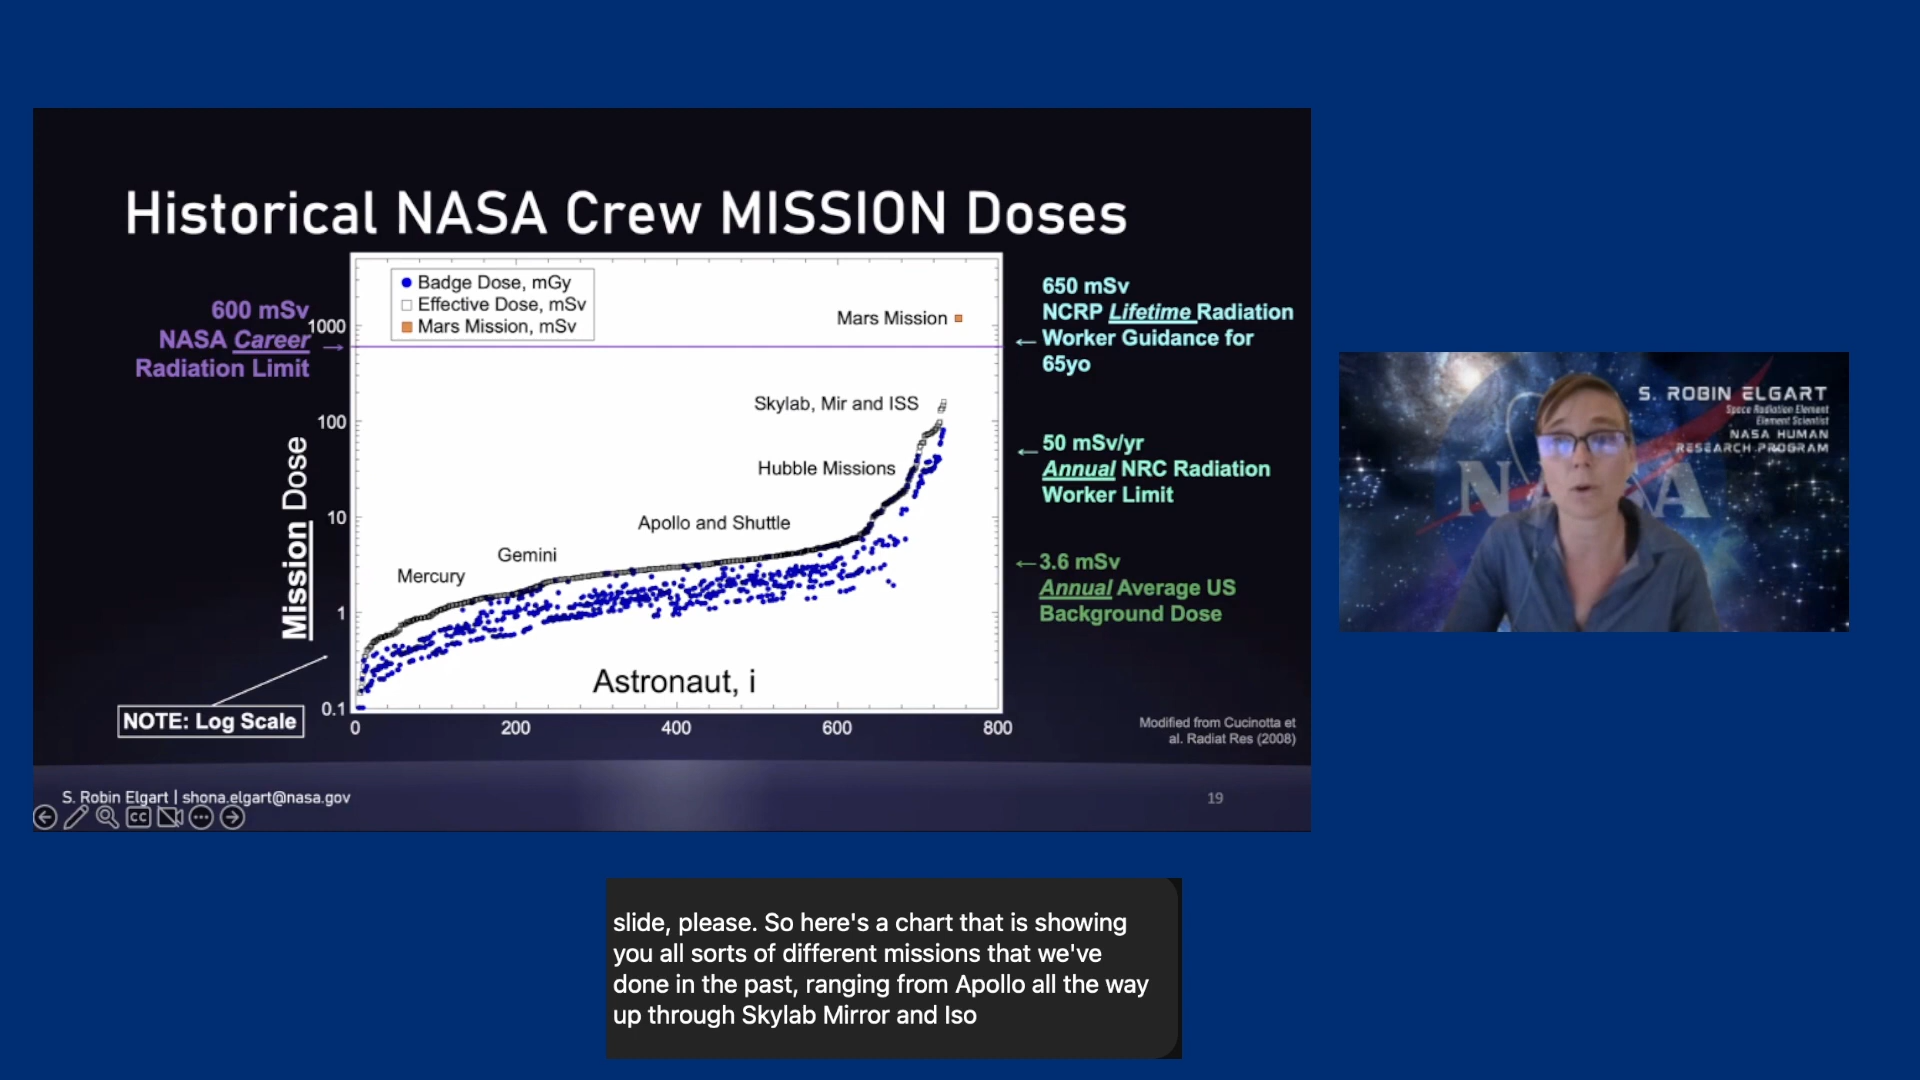 Historical NASA Crew MISSION Doses
600 mSv
NASA Career
Radiation Limit
→
Mission Dose
NOTE: Log Scale
Badge Dose, mGy
Effective Dose, mSv
Mars Mission, mSv
1000
100
10
1
0.1
0
200
400
600
800
Mars Mission
Skylab, Mir and ISS
Hubble Missions
Apollo and Shuttle
Gemini
Mercury
Astronaut, i
650 mSv
NCRP Lifetime Radiation
← Worker Guidance for
65yo
← 50 mSv/yr
Annual NRC Radiation
Worker Limit
←3.6 mSv
Annual Average US
Background Dose
Modified from Cucinotta et
al. Radiat Res (2008)
S. Robin Elgart | shona.elgart@nasa.gov
19
CC
S. ROBIN ELGART
Space Radiation Element
Element Scientist
NASA HUMAN
RESEARCH PROGRAM
NASA
slide, please. So here's a chart that is showing
you all sorts of different missions that we've
done in the past, ranging from Apollo all the way
up through Skylab Mirror and Iso